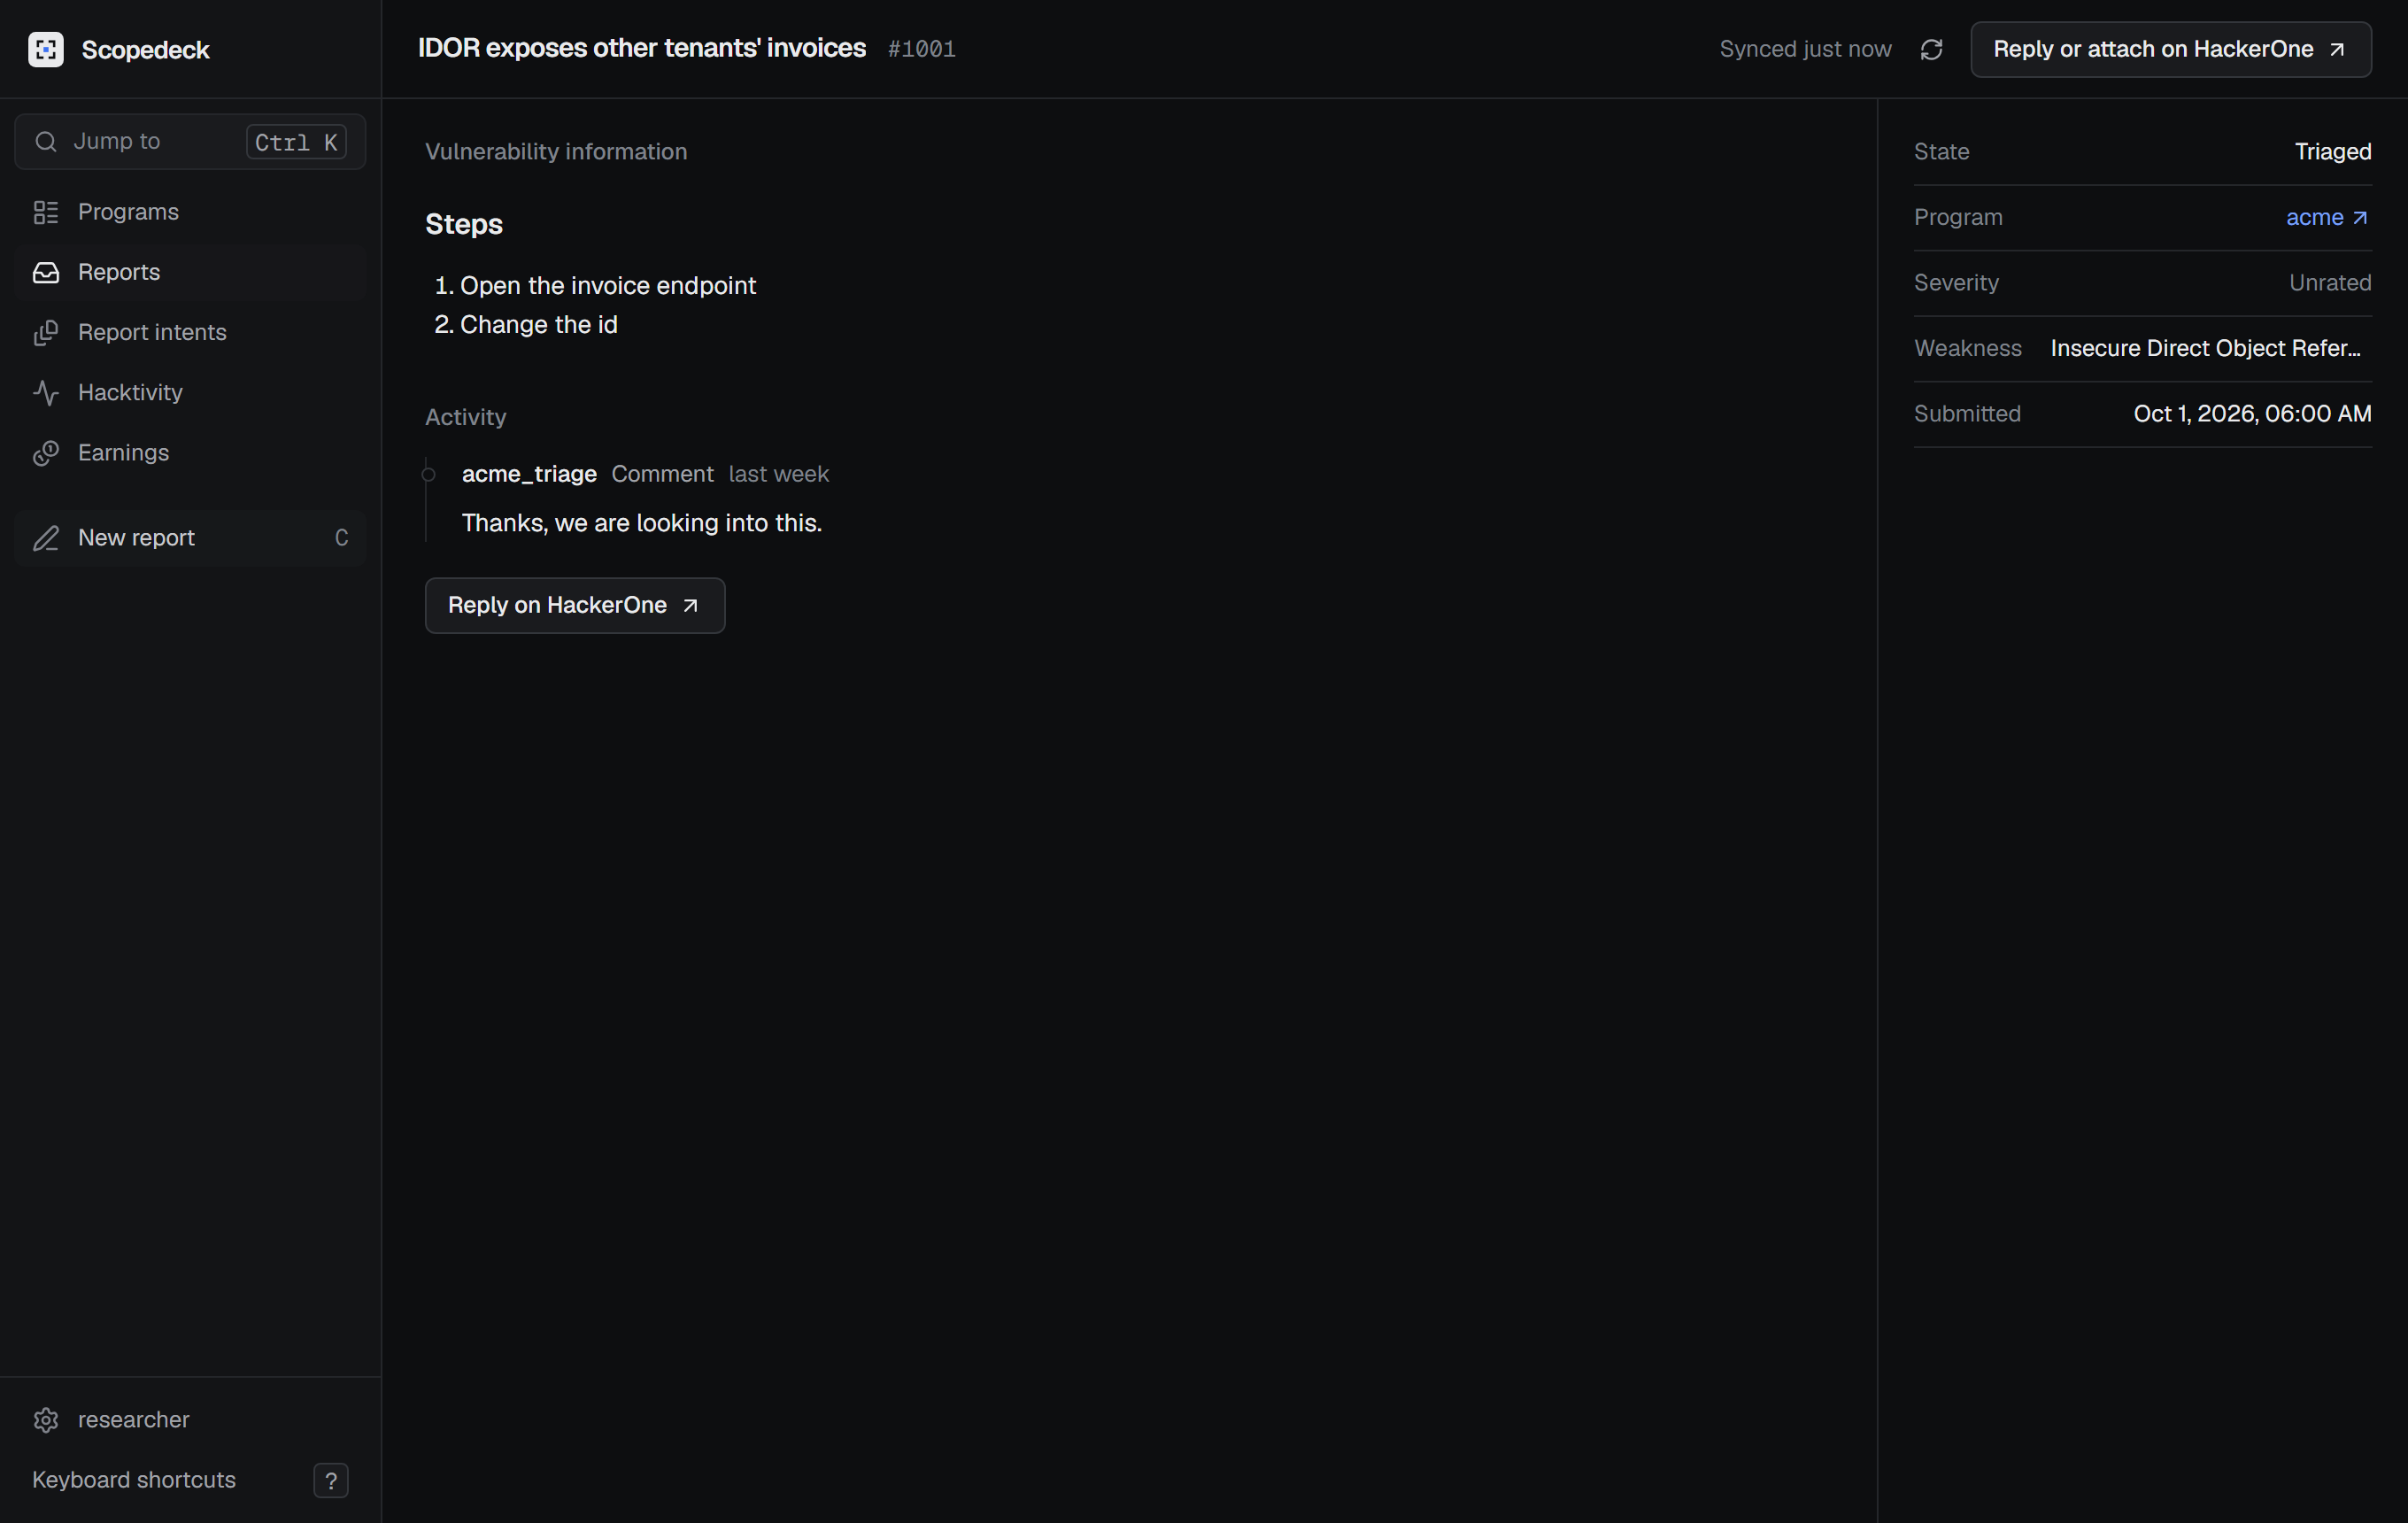 Scopedeck
IDOR exposes other tenants' invoices #1001
Synced just now
Reply or attach on HackerOne
Jump to Ctrl K
Programs
Reports
Report intents
Hacktivity
Earnings
New report C
Vulnerability information
Steps
1. Open the invoice endpoint
2. Change the id
Activity
acme_triage Comment last week
Thanks, we are looking into this.
Reply on HackerOne
State Triaged
Program acme
Severity Unrated
Weakness Insecure Direct Object Refer...
Submitted Oct 1, 2026, 06:00 AM
researcher
Keyboard shortcuts ?